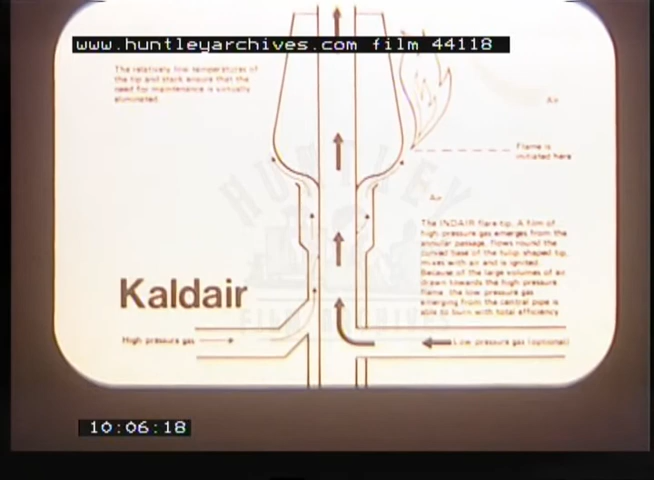 www.huntleyarchives.com film 44118
The relatively low temperatures of
the tip and stack ensure that the
need for maintenance is virtually
eliminated.
Air
Flame is
initiated here
HUNTLEY
Air
The INDAIR flare tip. A film of
high pressure gas emerges from the
annular passage, flows round the
curved base of the tulip shaped tip,
mixes with air and is ignited.
Because of the large volumes of air
drawn towards the high pressure
flame, the low pressure gas
emerging from the central pipe is
able to burn with total efficiency.
Kaldair
FILM ARCHIVES
High pressure gas
Low pressure gas (optional)
10:06:18